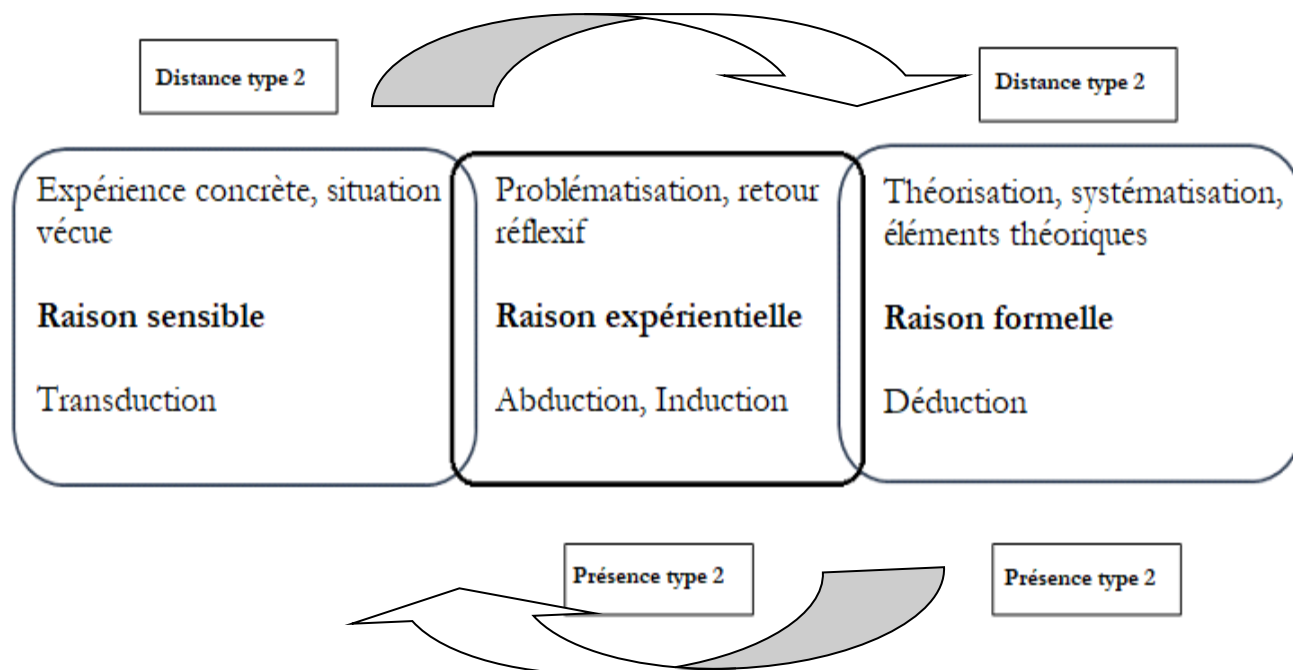 Distance type 2
Distance type 2
Expérience concrète, situation
vécue
Raison sensible
Transduction
Problématisation, retour
réflexif
Raison expérientielle
Abduction, Induction
Théorisation, systématisation,
éléments théoriques
Raison formelle
Déduction
Présence type 2
Présence type 2